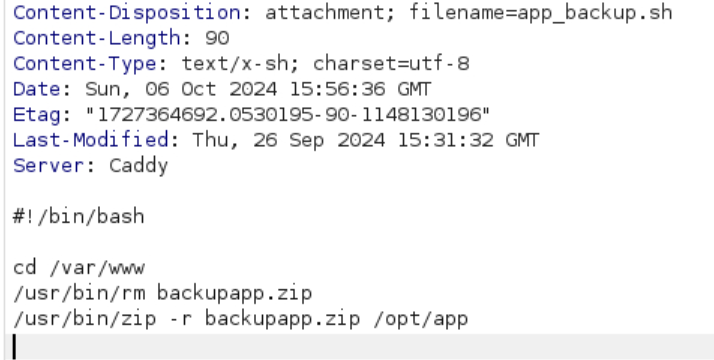 Content-Disposition: attachment; filename=app_backup.sh
Content-Length: 90
Content-Type: text/x-sh; charset=utf-8
Date: Sun, 06 Oct 2024 15:56:36 GMT
Etag: "1727364692.0530195-90-1148130196"
Last-Modified: Thu, 26 Sep 2024 15:31:32 GMT
Server: Caddy
#!/bin/bash
cd /var/www
/usr/bin/rm backupapp.zip
/usr/bin/zip -r backupapp.zip /opt/app